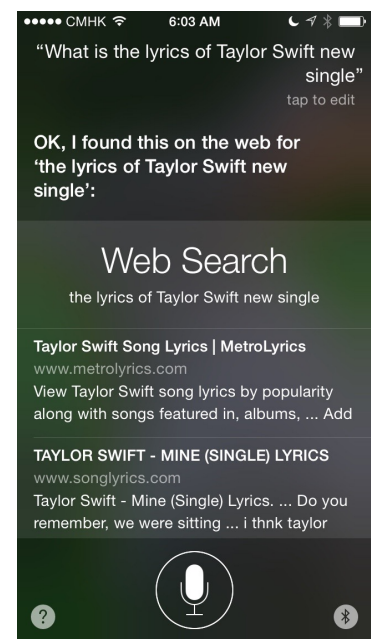 CMHK 6:03 AM
“What is the lyrics of Taylor Swift new
single”
tap to edit
OK, I found this on the web for
‘the lyrics of Taylor Swift new
single’:
Web Search
the lyrics of Taylor Swift new single
Taylor Swift Song Lyrics | MetroLyrics
www.metrolyrics.com
View Taylor Swift song lyrics by popularity
along with songs featured in, albums, ... Add
TAYLOR SWIFT - MINE (SINGLE) LYRICS
www.songlyrics.com
Taylor Swift - Mine (Single) Lyrics. ... Do you
remember, we were sitting ... i thnk taylor
?